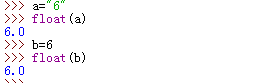 >>> a="6"
>>> float(a)
6.0
>>> b=6
>>> float(b)
6.0
>>>